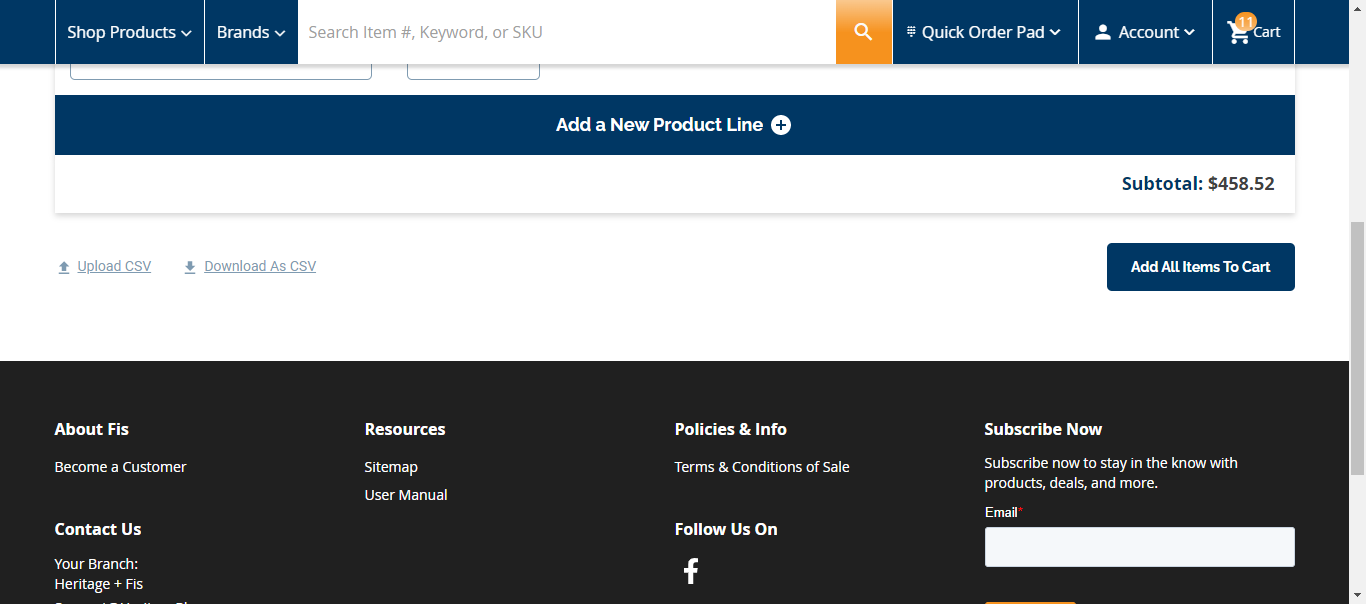 Shop Products
Brands
Search Item #, Keyword, or SKU
Quick Order Pad
Account
11
Cart
Add a New Product Line
Subtotal: $458.52
Upload CSV
Download As CSV
Add All Items To Cart
About Fis
Become a Customer
Contact Us
Your Branch:
Heritage + Fis
Resources
Sitemap
User Manual
Policies & Info
Terms & Conditions of Sale
Follow Us On
Subscribe Now
Subscribe now to stay in the know with
products, deals, and more.
Email*